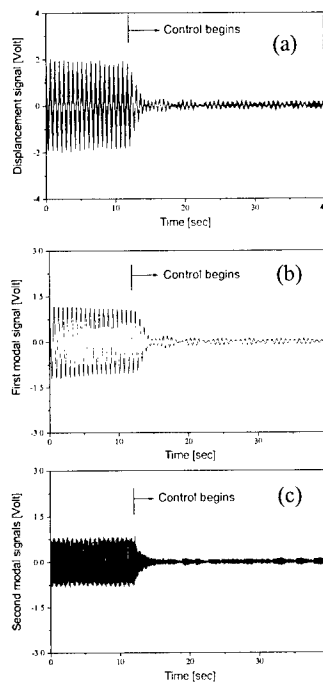 4
2
0
-2
-4
Displancement signal [Volt]
Control begins
(a)
0
10
20
30
40
Time [sec]
3.0
1.5
0.0
-1.5
-3.0
First modal signal [Volt]
Control begins
(b)
0
10
20
30
Time [sec]
3.0
1.5
0.0
-1.5
-3.0
Second modal signals [Volt]
Control begins
(c)
0
10
20
30
Time [sec]